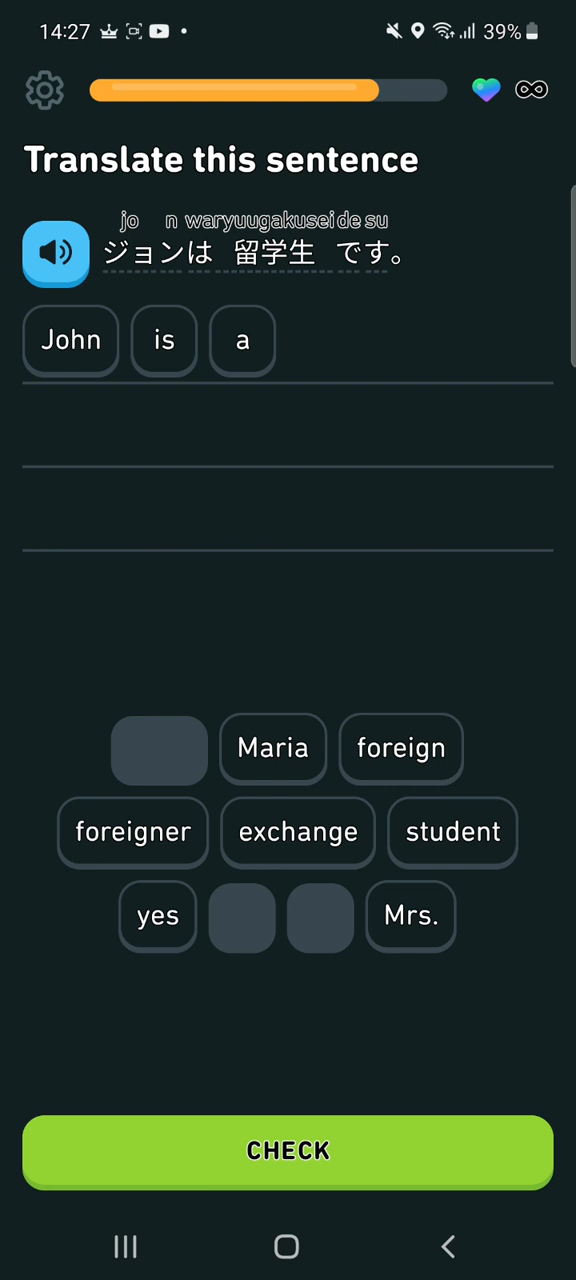 14:27
39%
Translate this sentence
jo n waryuugakuseidesu
ジョンは 留学生 です。
John is a
Maria foreign
foreigner exchange student
yes Mrs.
CHECK